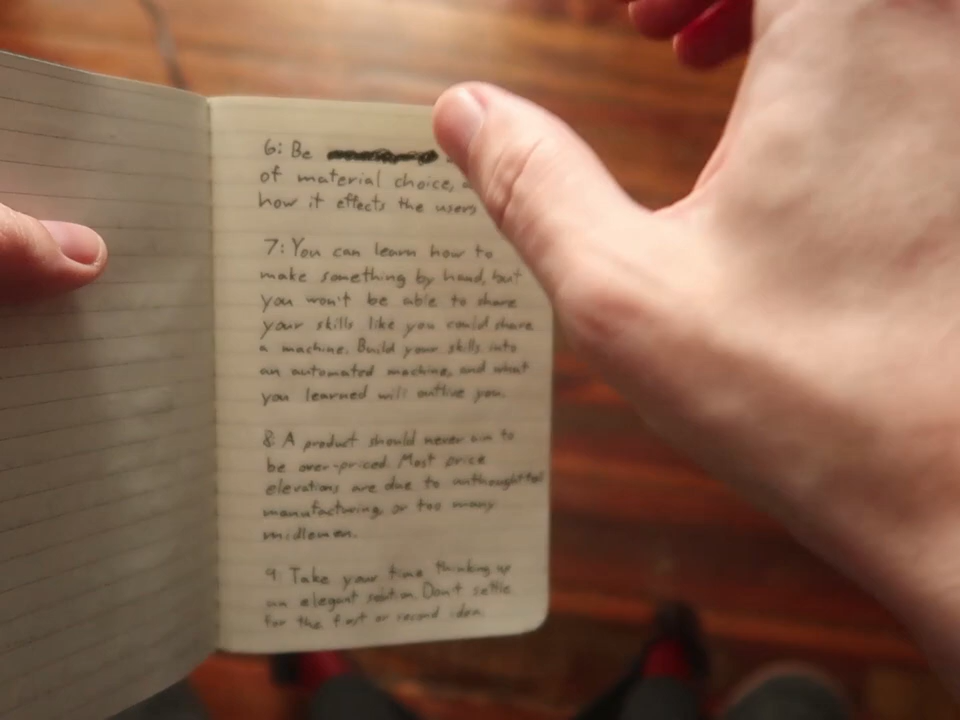 6: Be
of material choice,
how it effects the users
7: You can learn how to
make something by hand, but
you won't be able to share
your skills like you could share
a machine. Build your skills into
an automated machine, and what
you learned will outlive you.
8: A product should never aim to
be over-priced. Most price
elevations are due to
manufacturing, or too many
midlemen.
9: Take your time thinking up
an elegant Don't settle
for the first or second idea.